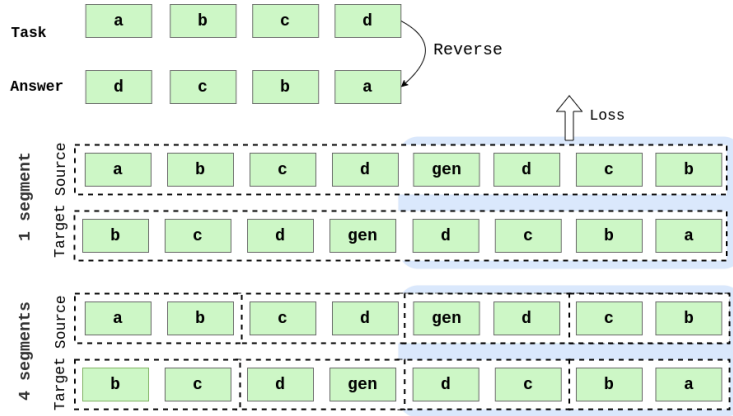 Task a b c d
Reverse
Answer d c b a
Loss
1 segment
Source a b c d gen d c b
Target b c d gen d c b a
4 segments
Source a b c d gen d c b
Target b c d gen d c b a